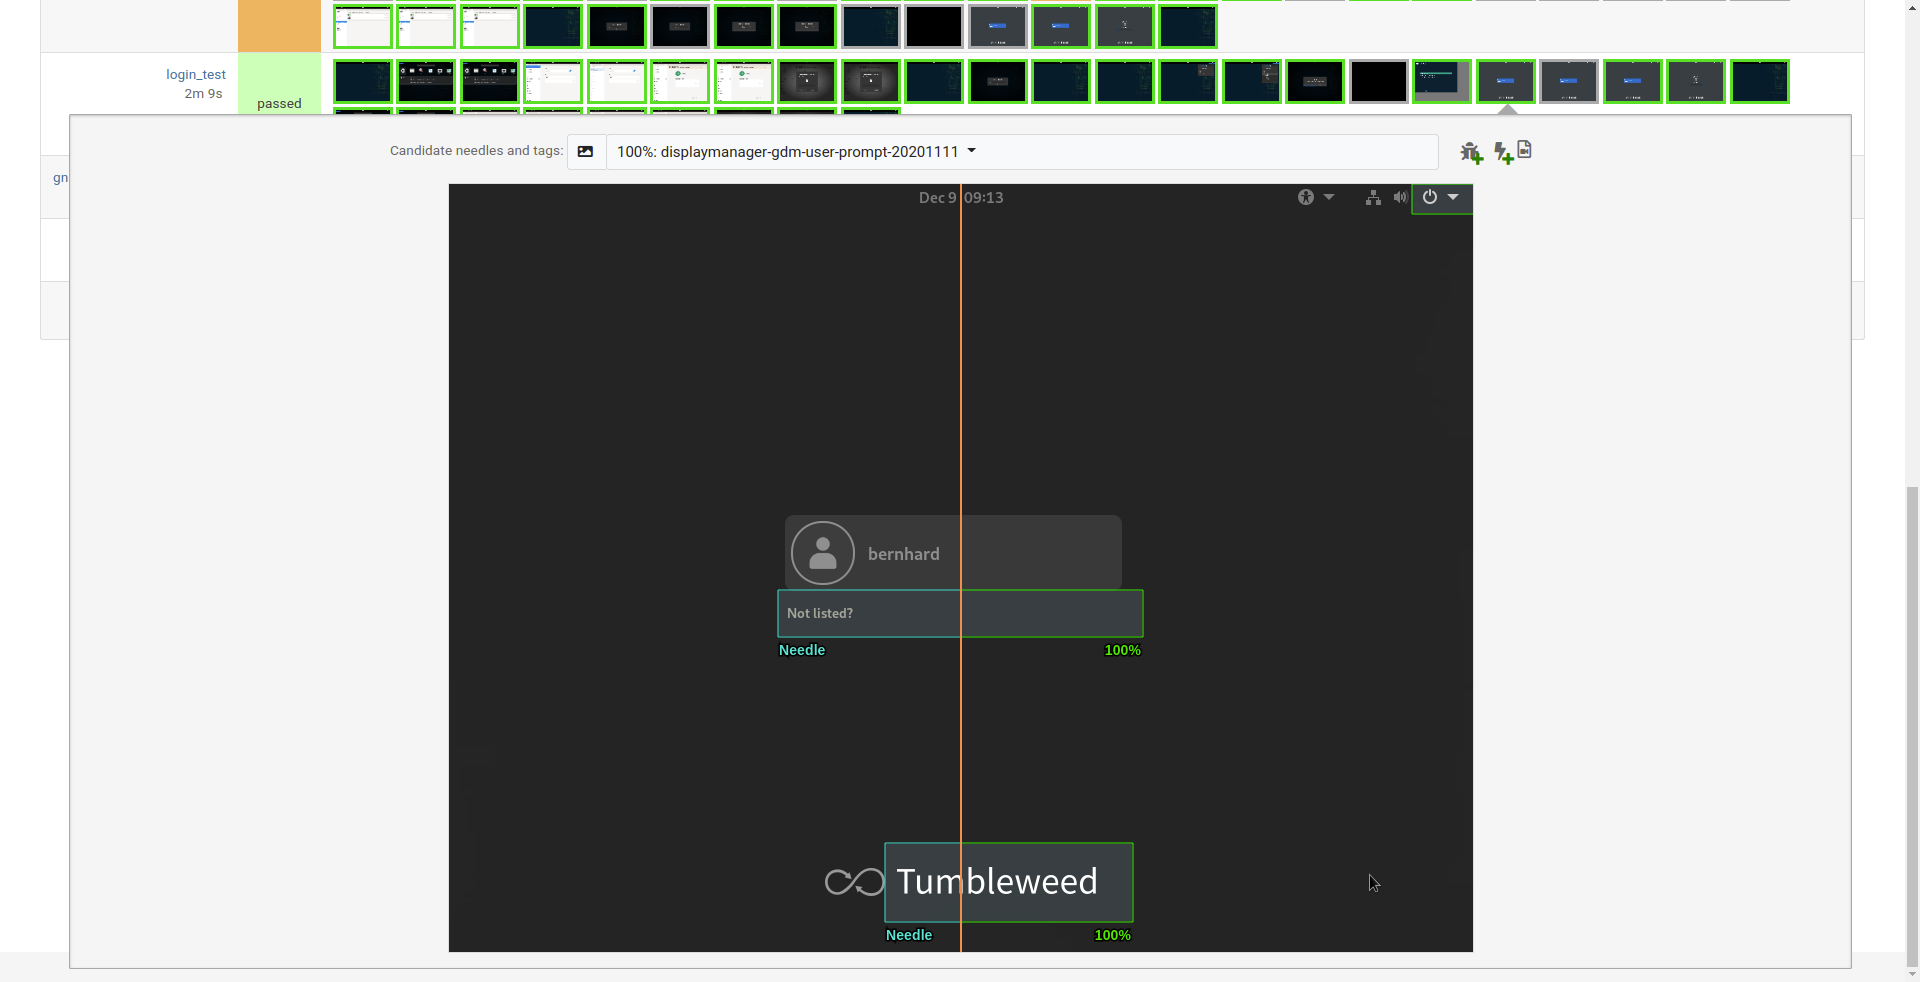 login_test
2m 9s
passed
gn
Candidate needles and tags:
100%: displaymanager-gdm-user-prompt-20201111
Dec 9 09:13
bernhard
Not listed?
Needle
100%
Tumbleweed
Needle
100%